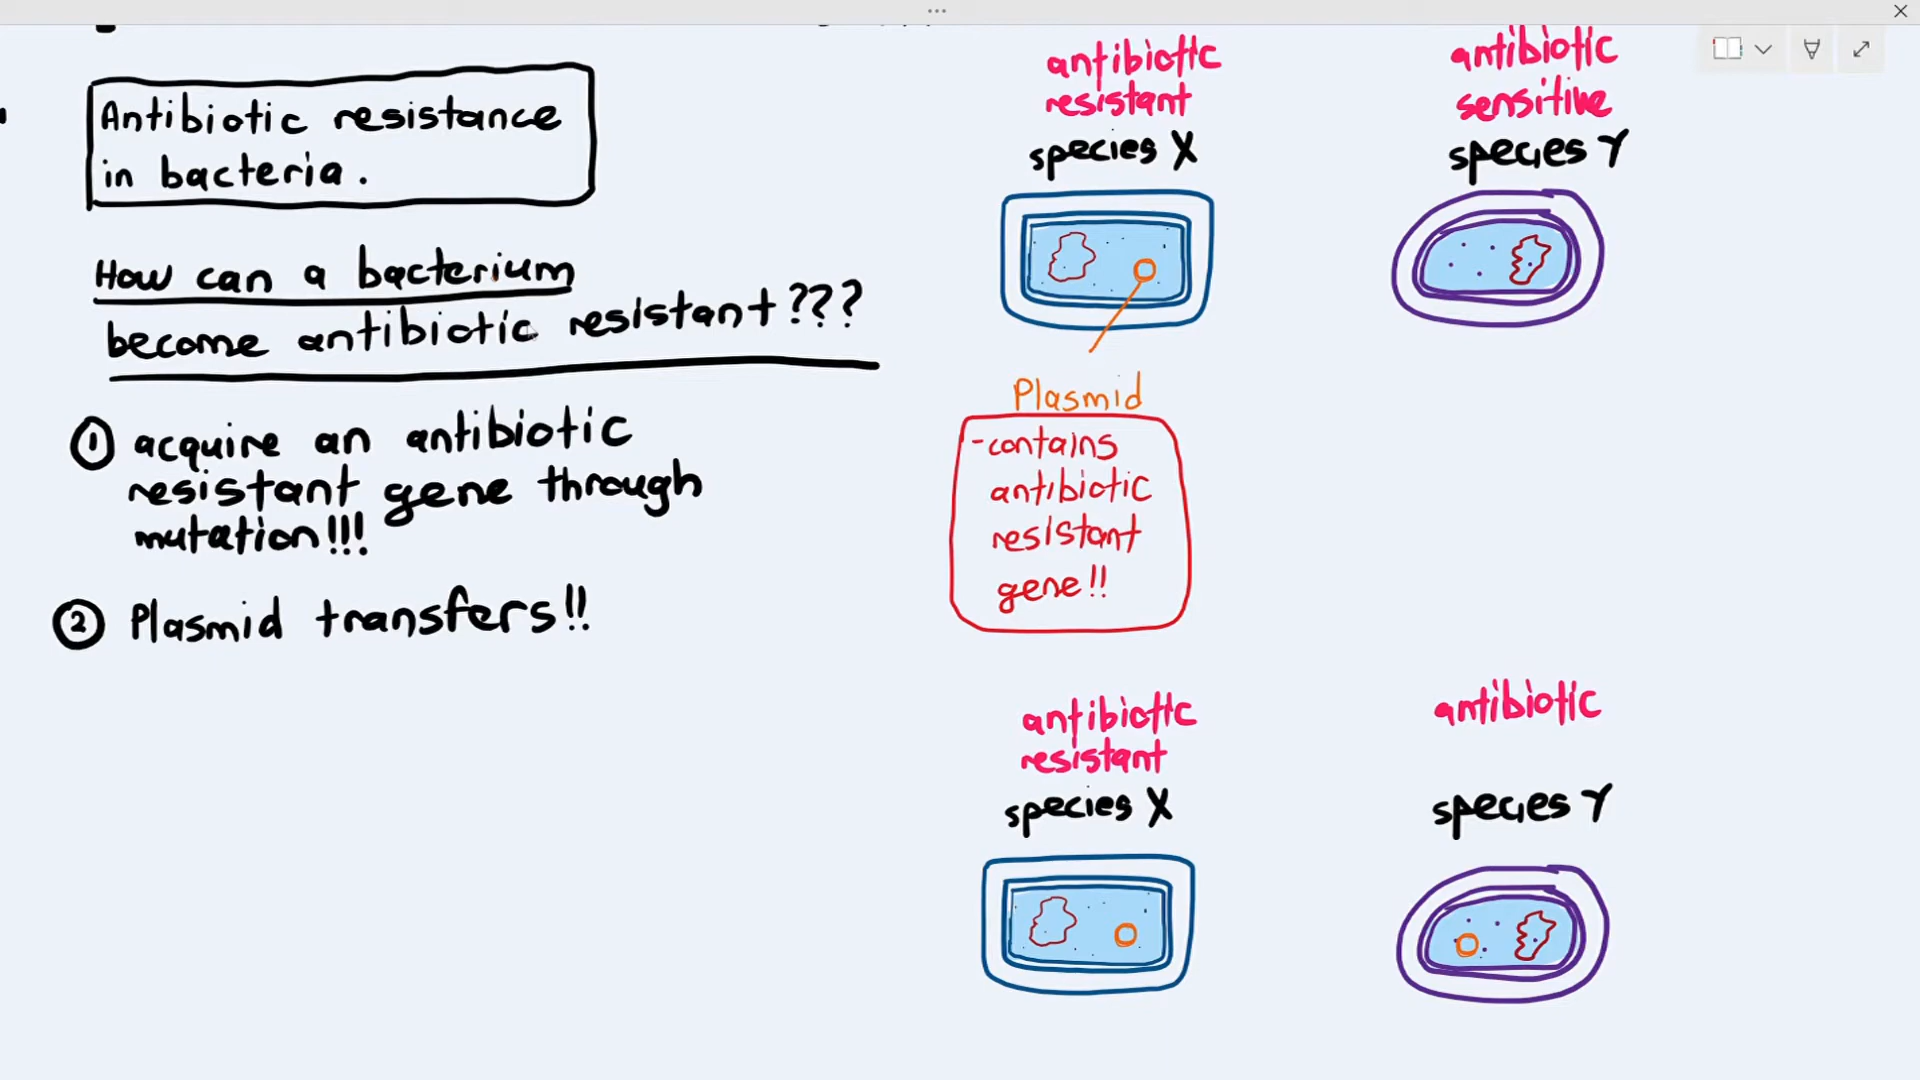 Antibiotic resistance
in bacteria.
How can a bacterium
become antibiotic resistant???
① acquire an antibiotic
resistant gene through
mutation!!!
② Plasmid transfers!!
antibiotic
resistant
species X
antibiotic
sensitive
species Y
Plasmid
-contains
antibiotic
resistant
gene!!
antibiotic
resistant
species X
antibiotic
species Y